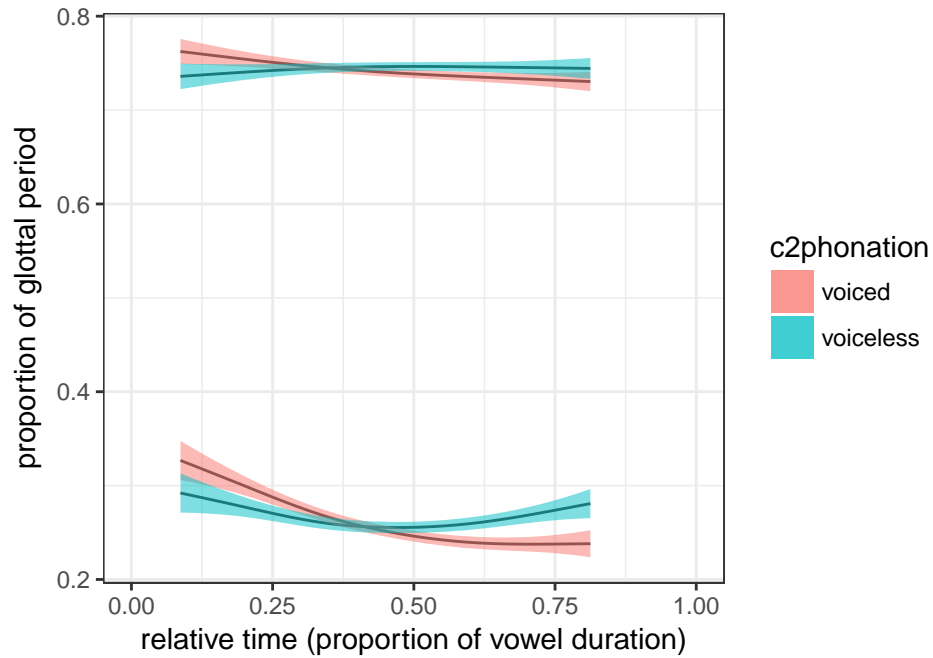 0.8
0.6
0.4
0.2
proportion of glottal period
0.00 0.25 0.50 0.75 1.00
relative time (proportion of vowel duration)
c2phonation
voiced
voiceless